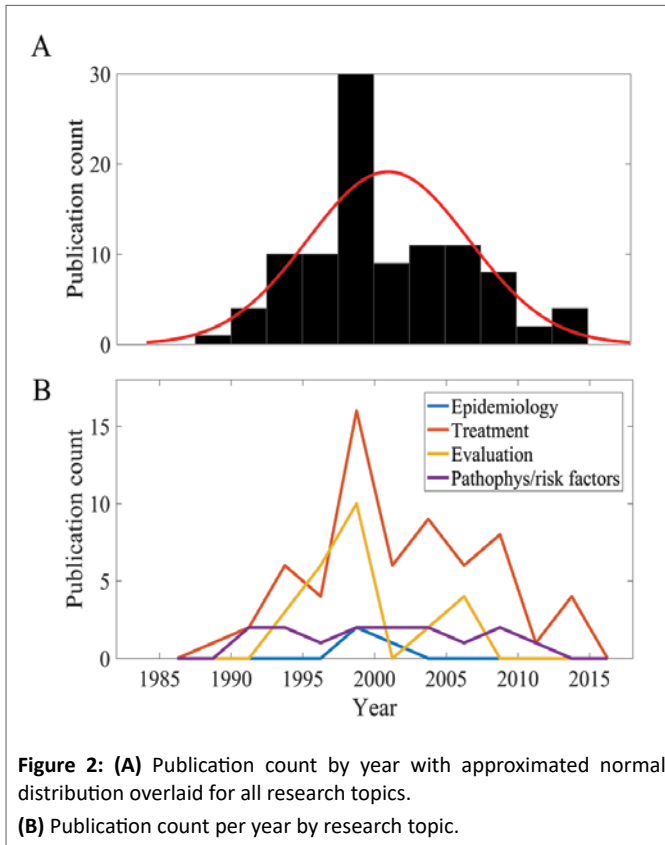 A
30
20
10
0
Publication count
B
15
10
5
0
Publication count
Epidemiology
Treatment
Evaluation
Pathophys/risk factors
1985 1990 1995 2000 2005 2010 2015
Year
Figure 2: (A) Publication count by year with approximated normal
distribution overlaid for all research topics.
(B) Publication count per year by research topic.